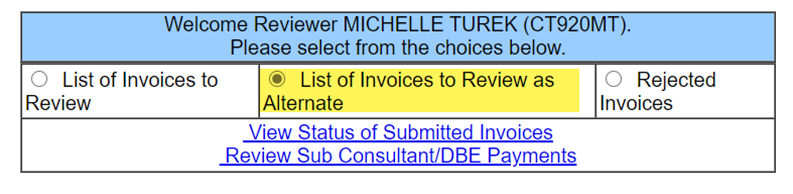 Welcome Reviewer MICHELLE TUREK (CT920MT).
Please select from the choices below.
List of Invoices to Review
List of Invoices to Review as Alternate
Rejected Invoices
View Status of Submitted Invoices
Review Sub Consultant/DBE Payments